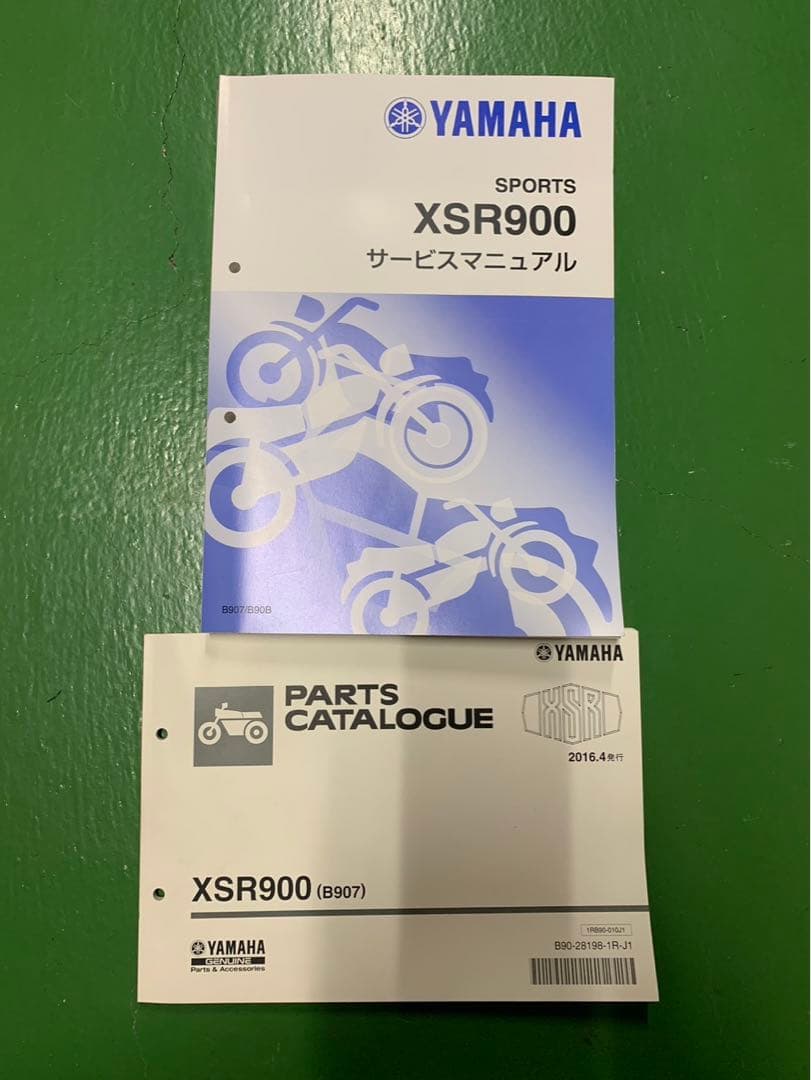 YAMAHA
SPORTS
XSR900
サービスマニュアル
B907/B90B
YAMAHA
PARTS
CATALOGUE
XSR
2016.4発行
XSR900 (B907)
1RB90-010J1
B90-28198-1R-J1
YAMAHA
GENUINE
Parts & Accessories